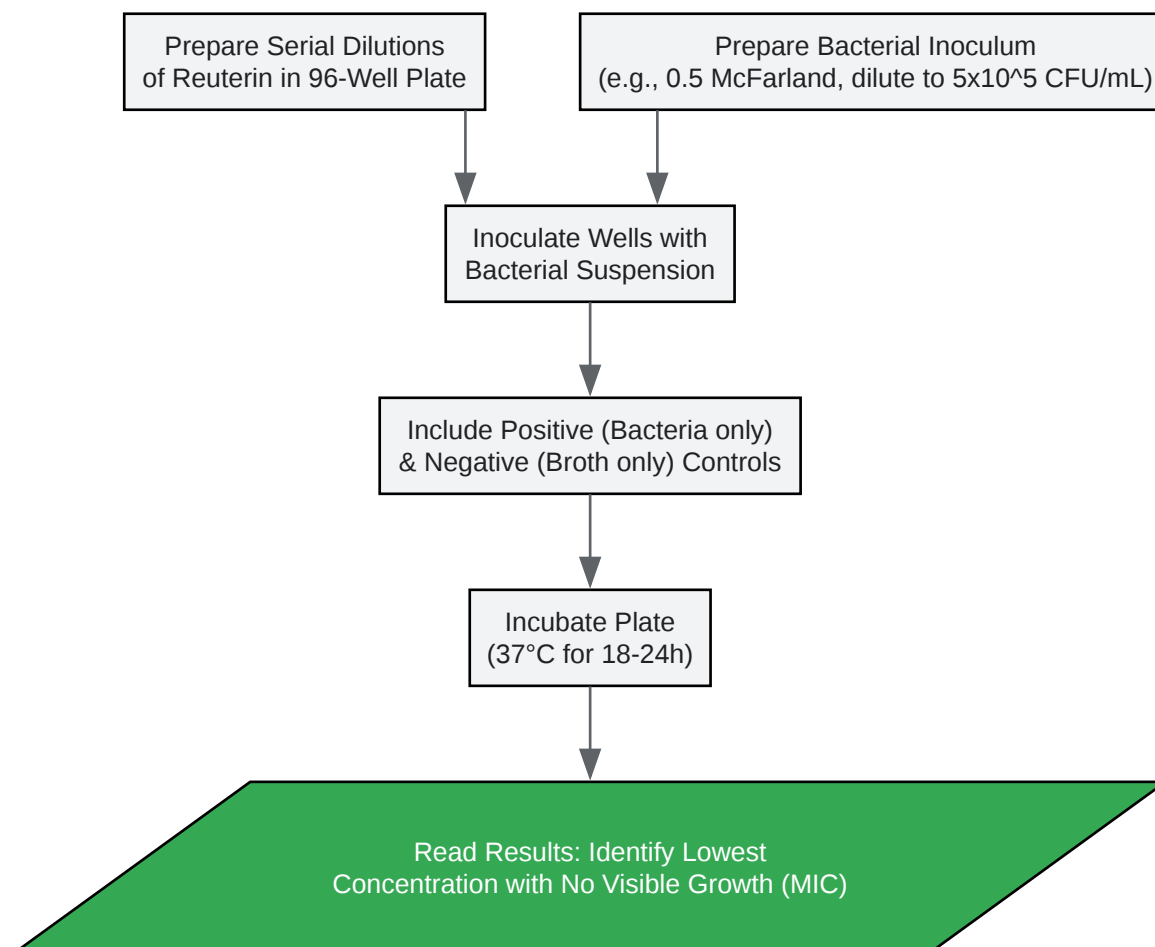 Prepare Serial Dilutions
of Reuterin in 96-Well Plate
Prepare Bacterial Inoculum
(e.g., 0.5 McFarland, dilute to 5x10^5 CFU/mL)
Inoculate Wells with
Bacterial Suspension
Include Positive (Bacteria only)
& Negative (Broth only) Controls
Incubate Plate
(37°C for 18-24h)
Read Results: Identify Lowest
Concentration with No Visible Growth (MIC)